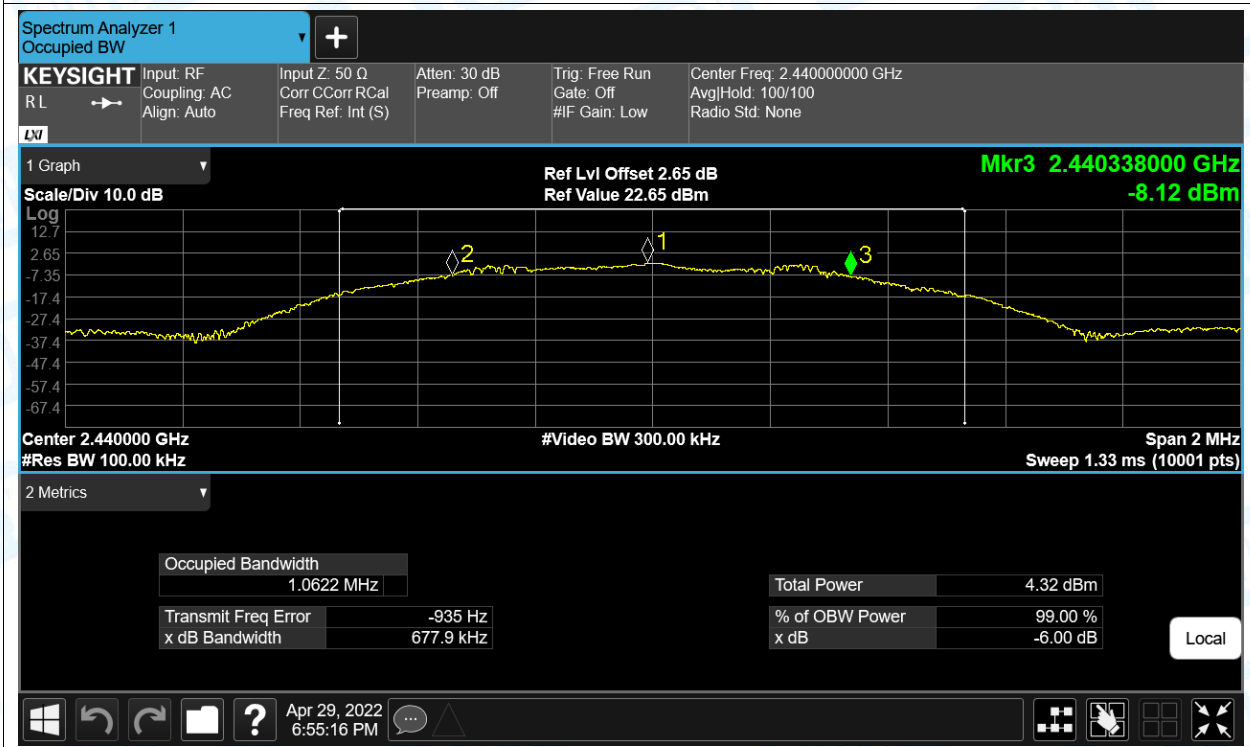 Spectrum Analyzer 1
Occupied BW
KEYSIGHT Input: RF Input Z: 50 Ω Atten: 30 dB Trig: Free Run Center Freq: 2.440000000 GHz
R L Coupling: AC Corr CCorr RCal Preamp: Off Gate: Off Avg|Hold: 100/100
Align: Auto Freq Ref: Int (S) #IF Gain: Low Radio Std: None
LXI
1 Graph Ref Lvl Offset 2.65 dB Mkr3 2.440338000 GHz
Scale/Div 10.0 dB Ref Value 22.65 dBm -8.12 dBm
Log
12.7
2.65
-7.35
-17.4
-27.4
-37.4
-47.4
-57.4
-67.4
2 1 3
Center 2.440000 GHz #Video BW 300.00 kHz Span 2 MHz
#Res BW 100.00 kHz Sweep 1.33 ms (10001 pts)
2 Metrics
Occupied Bandwidth
1.0622 MHz Total Power 4.32 dBm
Transmit Freq Error -935 Hz % of OBW Power 99.00 %
x dB Bandwidth 677.9 kHz x dB -6.00 dB
Local
? Apr 29, 2022
6:55:16 PM